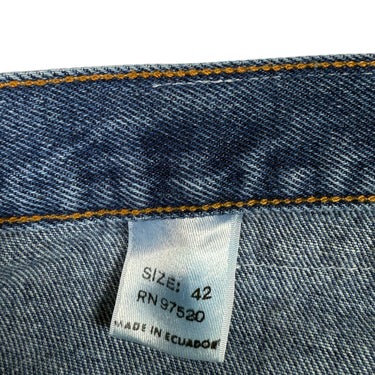 SIZE: 42
RN 97520
MADE IN ECUADOR